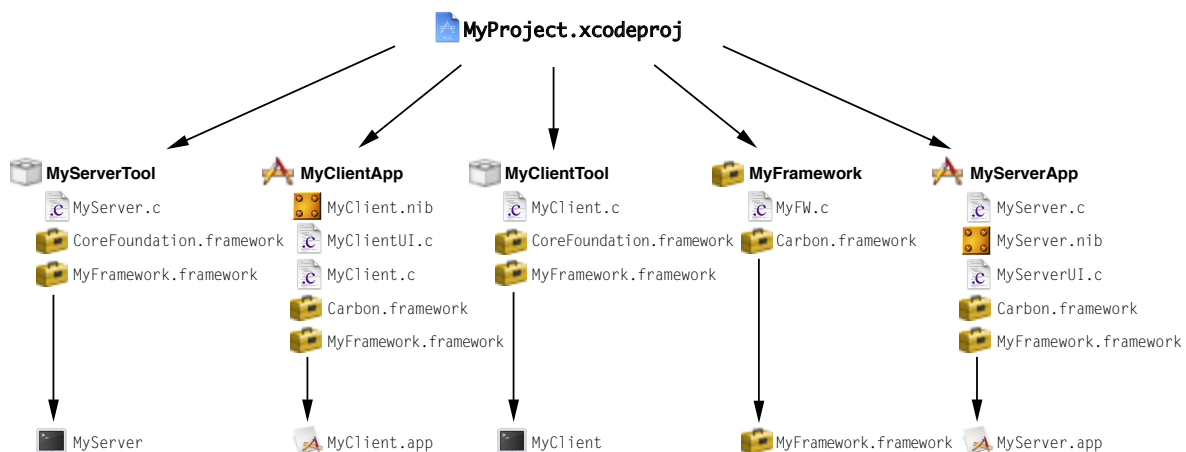 MyProject.xcodeproj
MyServerTool
MyServer.c
CoreFoundation.framework
MyFramework.framework
MyServer
MyClientApp
MyClient.nib
MyClientUI.c
MyClient.c
Carbon.framework
MyFramework.framework
MyClient.app
MyClientTool
MyClient.c
CoreFoundation.framework
MyFramework.framework
MyClient
MyFramework
MyFW.c
Carbon.framework
MyFramework.framework
MyServerApp
MyServer.c
MyServer.nib
MyServerUI.c
Carbon.framework
MyFramework.framework
MyServer.app